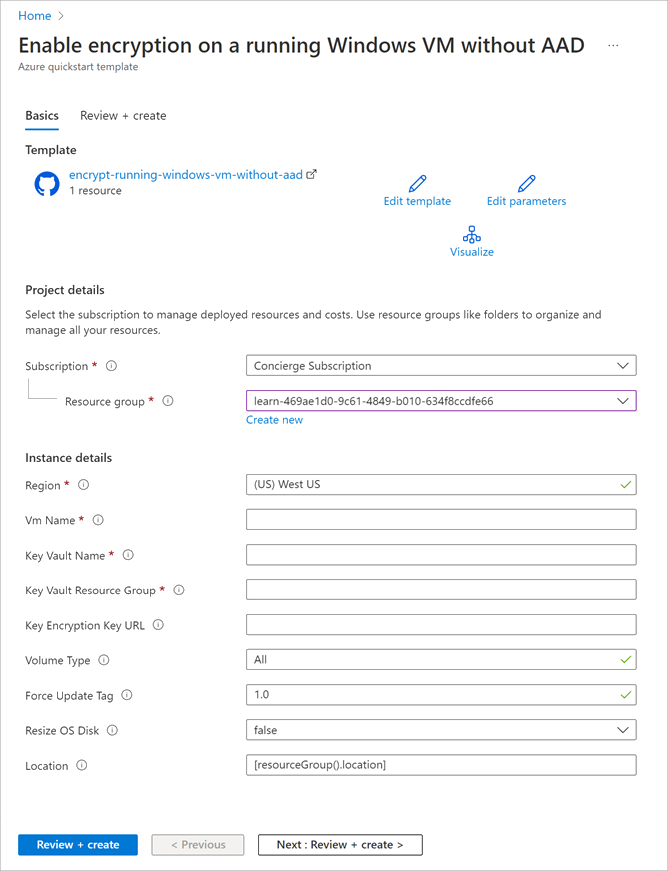 Home >
Enable encryption on a running Windows VM without AAD ...
Azure quickstart template
Basics Review + create
Template
encrypt-running-windows-vm-without-aad
1 resource
Edit template Edit parameters
Visualize
Project details
Select the subscription to manage deployed resources and costs. Use resource groups like folders to organize and
manage all your resources.
Subscription * Concierge Subscription
Resource group * learn-469ae1d0-9c61-4849-b010-634f8ccdfe66
Create new
Instance details
Region * (US) West US
Vm Name *
Key Vault Name *
Key Vault Resource Group *
Key Encryption Key URL
Volume Type All
Force Update Tag 1.0
Resize OS Disk false
Location [resourceGroup().location]
Review + create < Previous Next : Review + create >